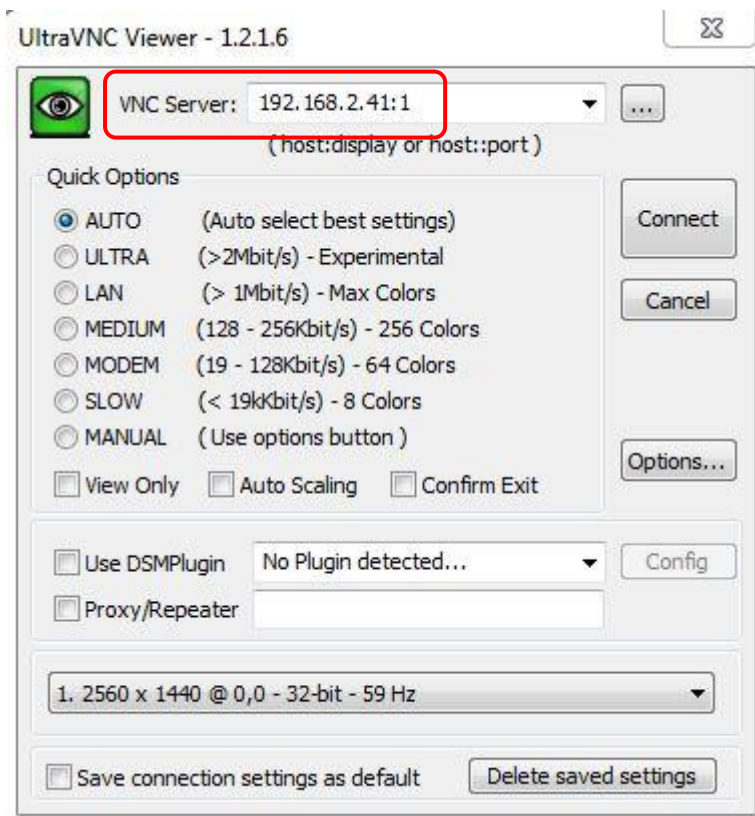 UltraVNC Viewer - 1.2.1.6
VNC Server: 192.168.2.41:1 ...
( host:display or host::port )
Quick Options
AUTO (Auto select best settings)
ULTRA (>2Mbit/s) - Experimental
LAN (> 1Mbit/s) - Max Colors
MEDIUM (128 - 256Kbit/s) - 256 Colors
MODEM (19 - 128Kbit/s) - 64 Colors
SLOW (< 19kKbit/s) - 8 Colors
MANUAL ( Use options button )
View Only Auto Scaling Confirm Exit
Connect
Cancel
Options...
Use DSMPlugin No Plugin detected... Config
Proxy/Repeater
1. 2560 x 1440 @ 0,0 - 32-bit - 59 Hz
Save connection settings as default Delete saved settings